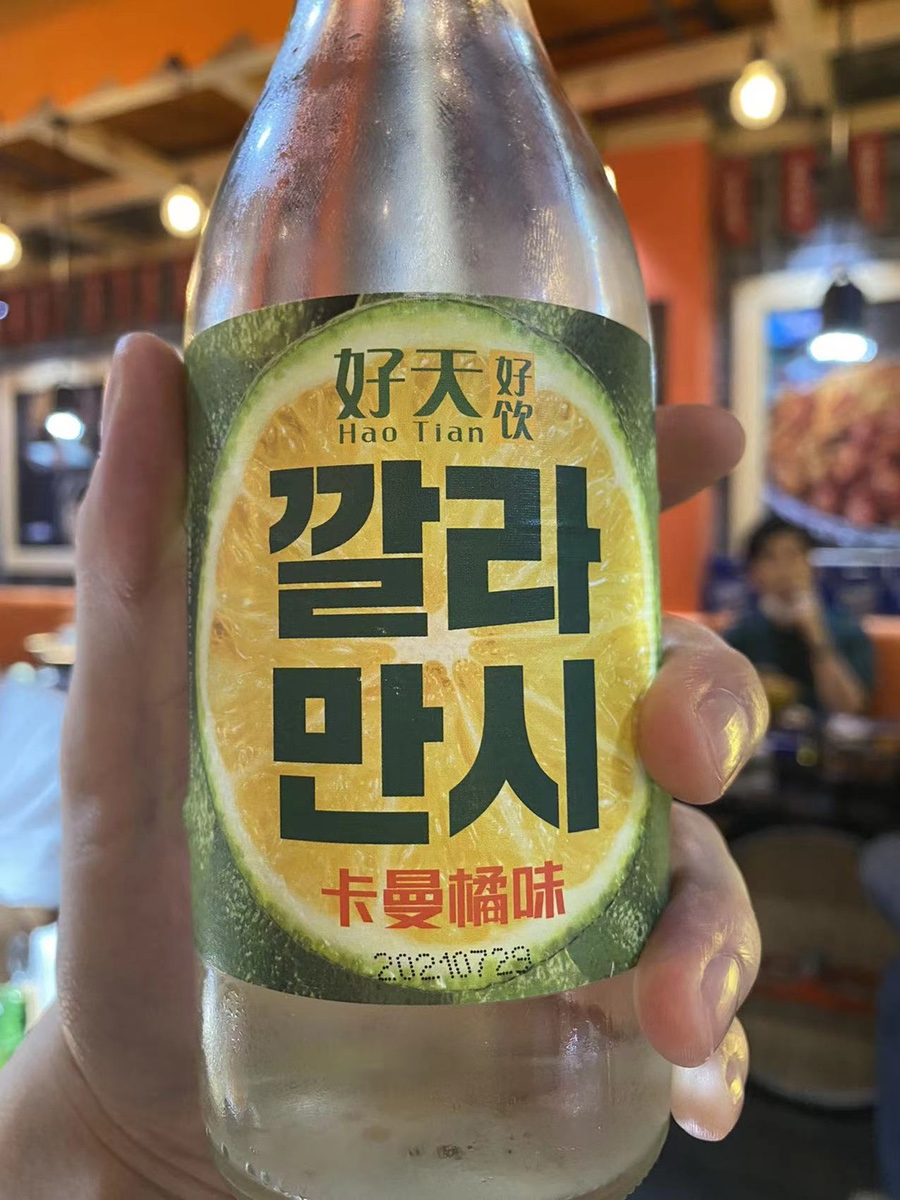 好天 好饮
Hao Tian
깔라
만시
卡曼橘味
20210729